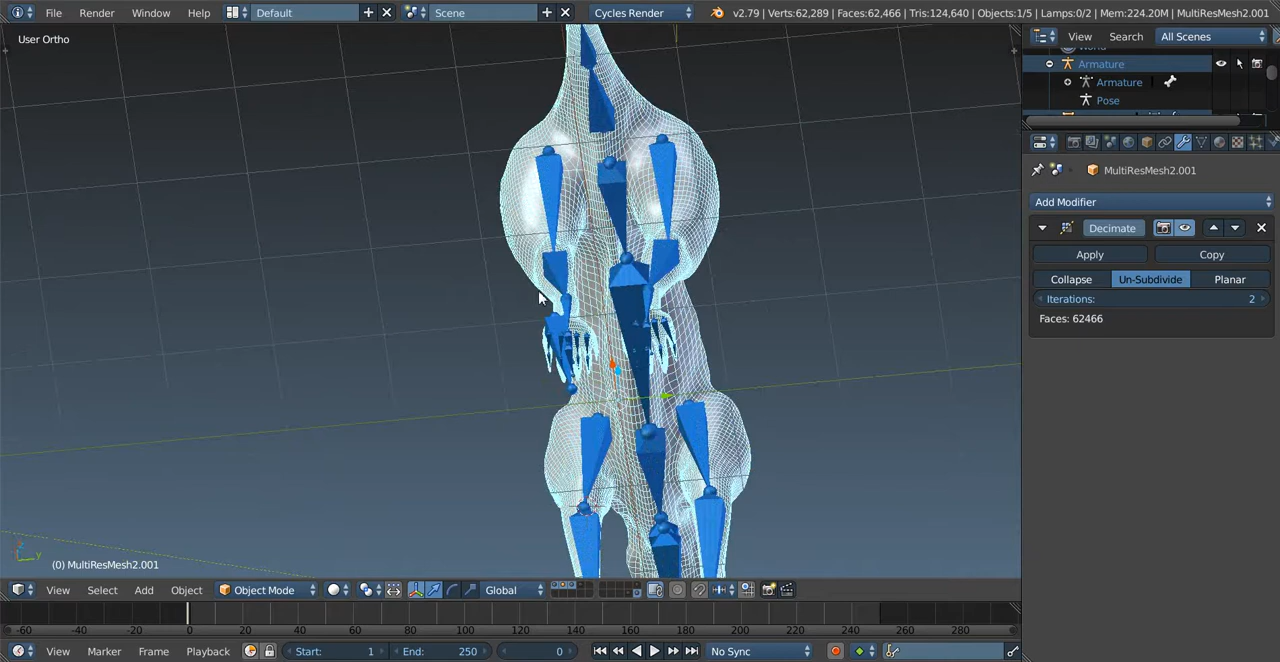 File Render Window Help Default Scene Cycles Render v2.79 | Verts:62,289 | Faces:62,466 | Tris:124,640 | Objects:1/5 | Lamps:0/2 | Mem:224.20M | MultiResMesh2.001
User Ortho
View Search All Scenes
Armature
Armature
Pose
MultiResMesh2.001
Add Modifier
Decimate
Apply Copy
Collapse Un-Subdivide Planar
Iterations: 2
Faces: 62466
(0) MultiResMesh2.001
View Select Add Object Object Mode Global
-60 -40 -20 0 20 40 60 80 100 120 140 160 180 200 220 240 260 280
View Marker Frame Playback Start: 1 End: 250 0 No Sync